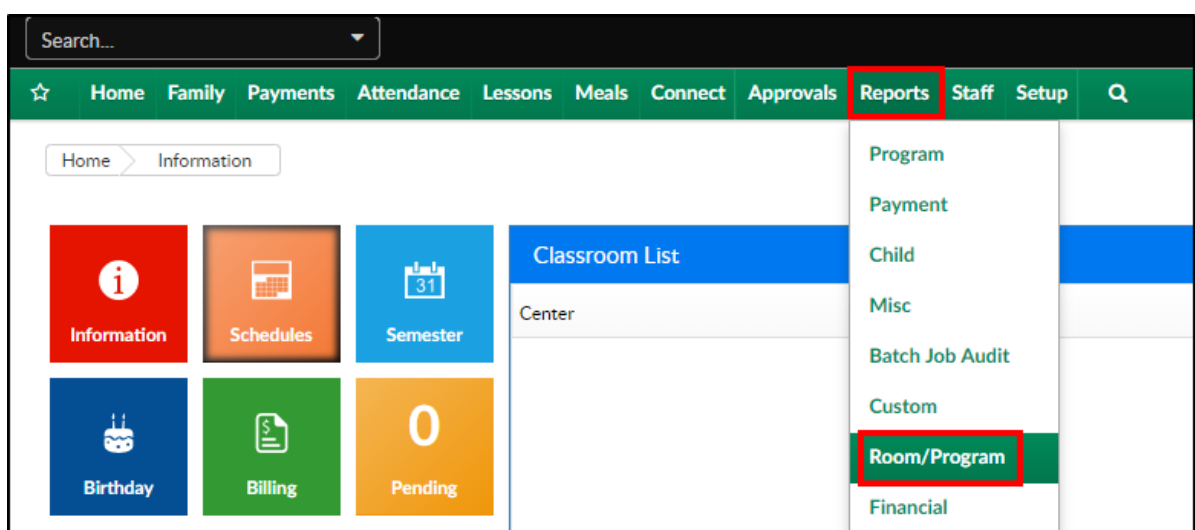 Search...
Home Family Payments Attendance Lessons Meals Connect Approvals Reports Staff Setup
Home Information
Program
Payment
Child
Misc
Batch Job Audit
Custom
Room/Program
Financial
Information
Schedules
31
Semester
Birthday
$
Billing
0
Pending
Classroom List
Center